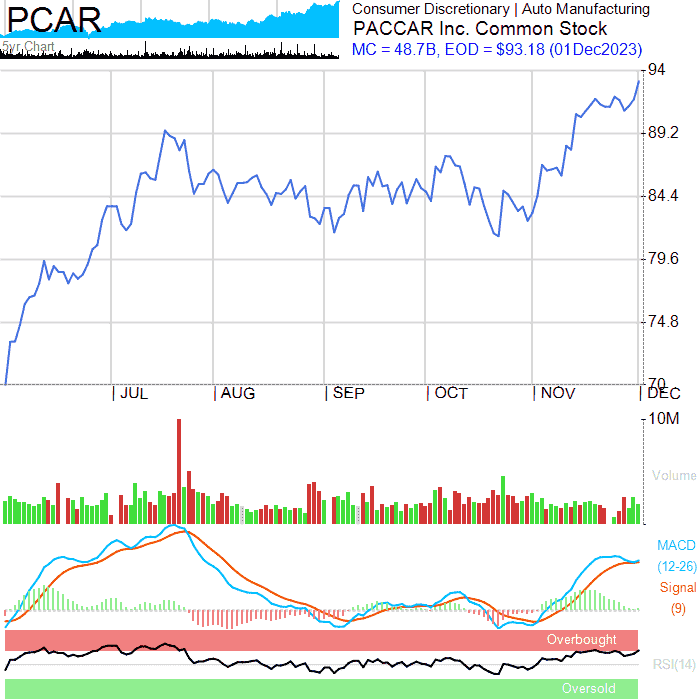 PCAR
5yr Chart
Consumer Discretionary | Auto Manufacturing
PACCAR Inc. Common Stock
MC = 48.7B, EOD = $93.18 (01Dec2023)
94
89.2
84.4
79.6
74.8
70
JUL
AUG
SEP
OCT
NOV
DEC
10M
Volume
MACD
(12-26)
Signal
(9)
Overbought
RSI(14)
Oversold